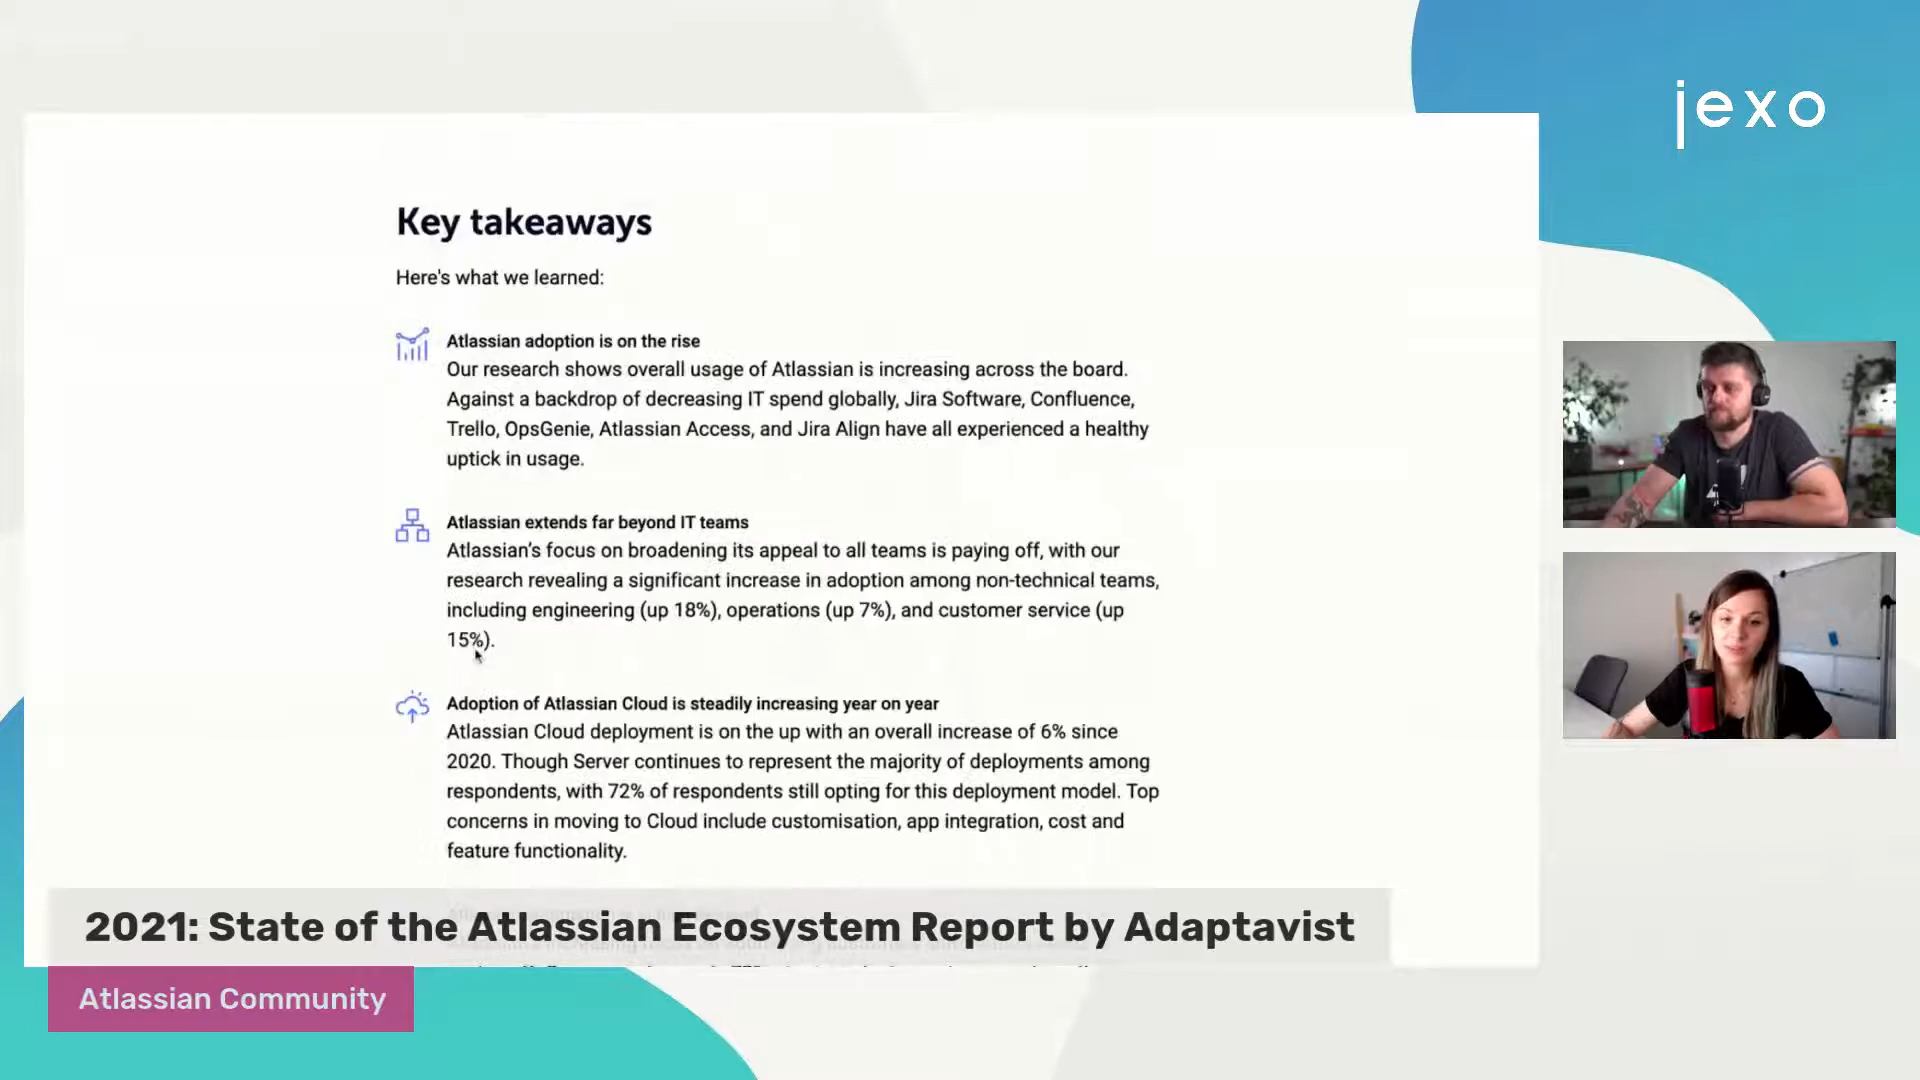 jexo
Key takeaways
Here's what we learned:
Atlassian adoption is on the rise
Our research shows overall usage of Atlassian is increasing across the board.
Against a backdrop of decreasing IT spend globally, Jira Software, Confluence,
Trello, OpsGenie, Atlassian Access, and Jira Align have all experienced a healthy
uptick in usage.
Atlassian extends far beyond IT teams
Atlassian’s focus on broadening its appeal to all teams is paying off, with our
research revealing a significant increase in adoption among non-technical teams,
including engineering (up 18%), operations (up 7%), and customer service (up
15%).
Adoption of Atlassian Cloud is steadily increasing year on year
Atlassian Cloud deployment is on the up with an overall increase of 6% since
2020. Though Server continues to represent the majority of deployments among
respondents, with 72% of respondents still opting for this deployment model. Top
concerns in moving to Cloud include customisation, app integration, cost and
feature functionality.
2021: State of the Atlassian Ecosystem Report by Adaptavist
Atlassian Community